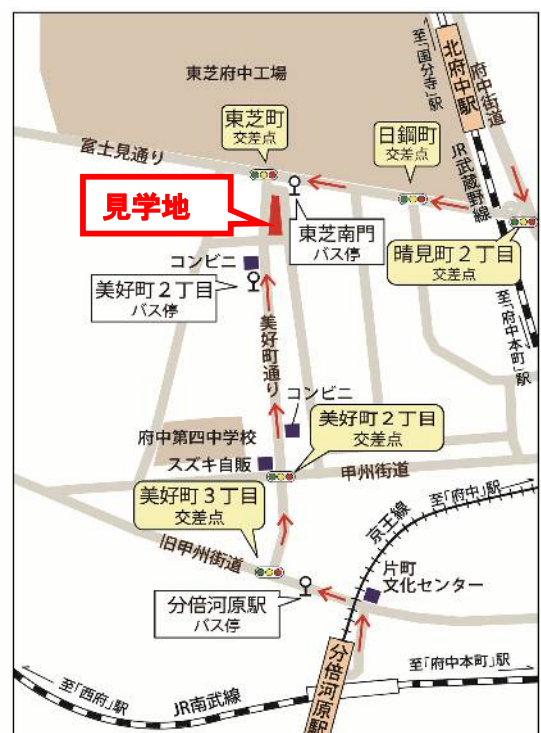 東芝府中工場
至「国分寺」駅
北府中駅
府中街道
富士見通り
東芝町
交差点
日鋼町
交差点
JR武蔵野線
見学地
東芝南門
バス停
晴見町２丁目
交差点
コンビニ
美好町２丁目
バス停
至「府中本町」駅
美好町通り
コンビニ
美好町２丁目
交差点
府中第四中学校
スズキ自販
甲州街道
美好町３丁目
交差点
京王線
至「府中」駅
旧甲州街道
片町
文化センター
分倍河原駅
バス停
分倍河原駅
至「府中本町」駅
至「西府」駅
JR南武線